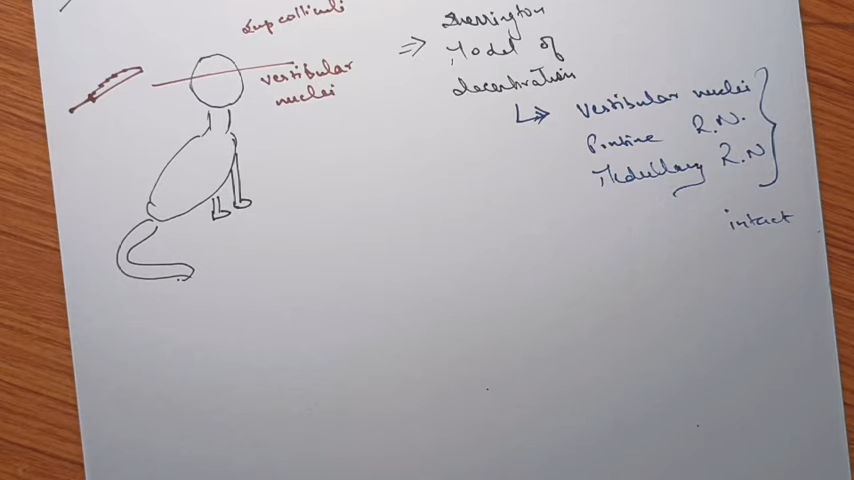 Sup colliculi
vestibular
nuclei
⇒ Sherrington
Model of
decerebration
↳ Vestibular nuclei
Pontine R.N.
Medullary R.N
intact